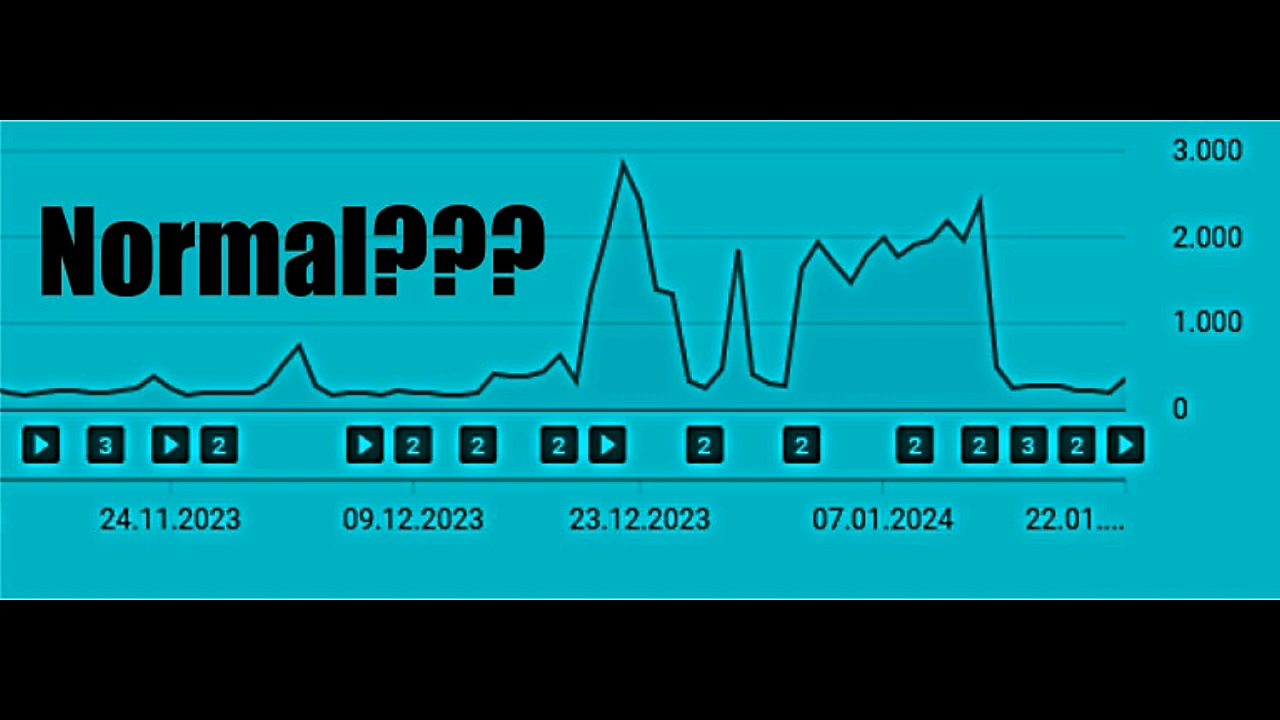 3.000
Normal???
2.000
1.000
0
3 2 2 2 2 2 2 2 2 3 2
24.11.2023 09.12.2023 23.12.2023 07.01.2024 22.01....